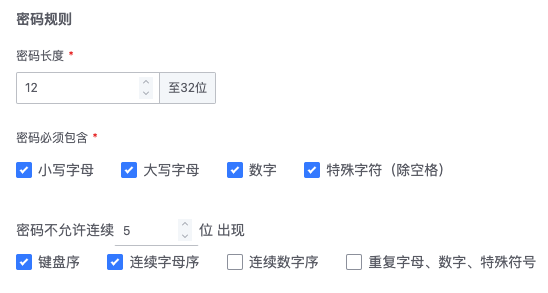 密码规则
密码长度 *
12 至32位
密码必须包含 *
小写字母 大写字母 数字 特殊字符（除空格）
密码不允许连续 5 位 出现
键盘序 连续字母序 连续数字序 重复字母、数字、特殊符号